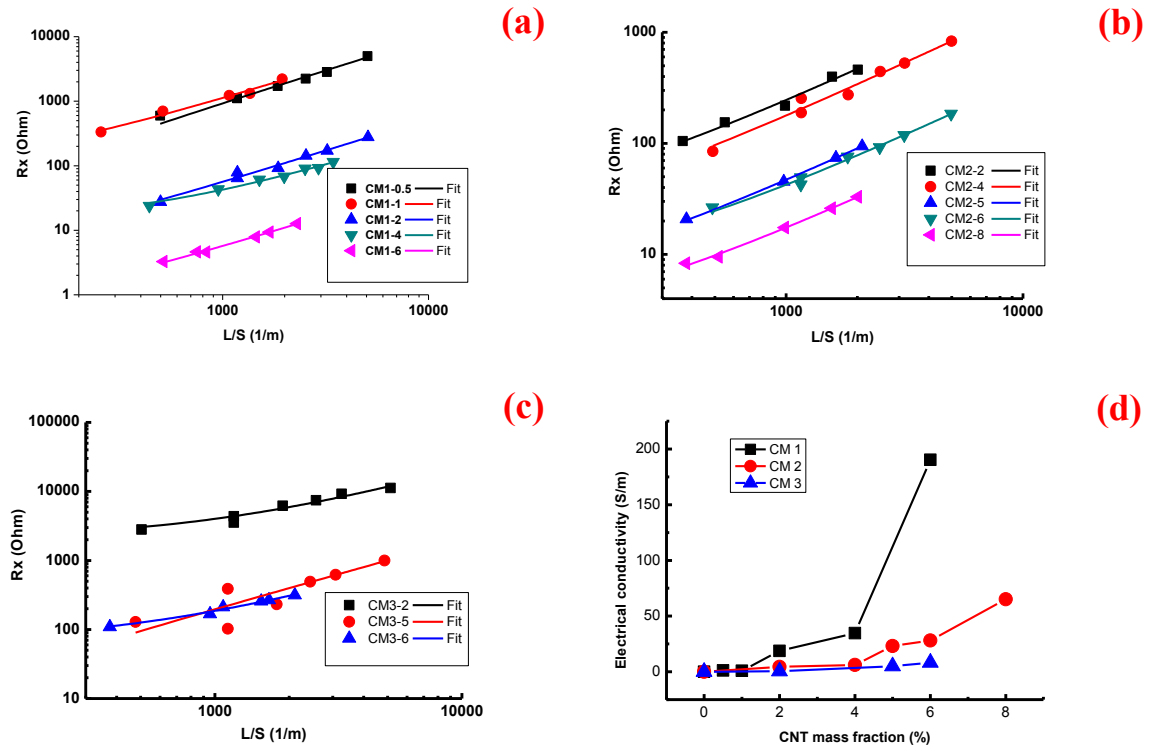 (a)
10000
1000
100
10
1
Rx (Ohm)
CM1-0.5 Fit
CM1-1 Fit
CM1-2 Fit
CM1-4 Fit
CM1-6 Fit
1000 10000
L/S (1/m)
(b)
1000
100
10
Rx (Ohm)
CM2-2 Fit
CM2-4 Fit
CM2-5 Fit
CM2-6 Fit
CM2-8 Fit
1000 10000
L/S (1/m)
(c)
100000
10000
1000
100
10
Rx (Ohm)
CM3-2 Fit
CM3-5 Fit
CM3-6 Fit
1000 10000
L/S (1/m)
(d)
200
150
100
50
0
Electrical conductivity (S/m)
CM 1
CM 2
CM 3
0 2 4 6 8
CNT mass fraction (%)